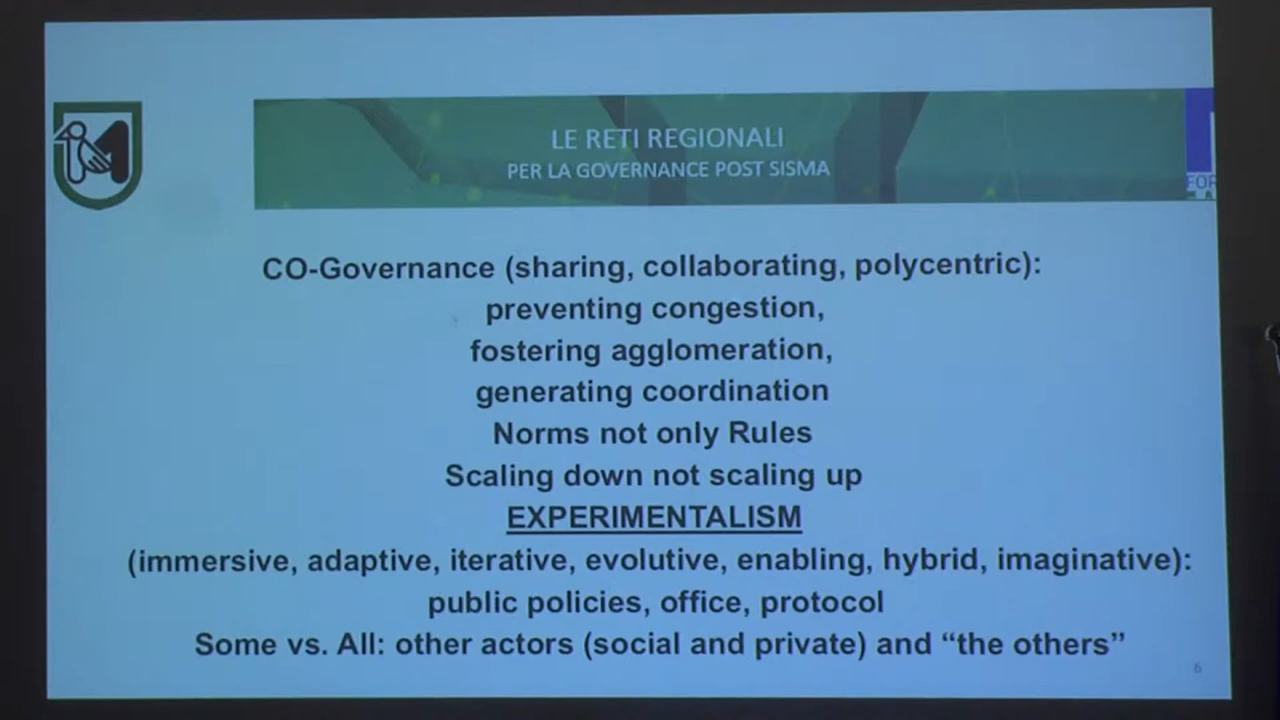 LE RETI REGIONALI
PER LA GOVERNANCE POST SISMA
FOR
CO-Governance (sharing, collaborating, polycentric):
preventing congestion,
fostering agglomeration,
generating coordination
Norms not only Rules
Scaling down not scaling up
EXPERIMENTALISM
(immersive, adaptive, iterative, evolutive, enabling, hybrid, imaginative):
public policies, office, protocol
Some vs. All: other actors (social and private) and “the others”
6